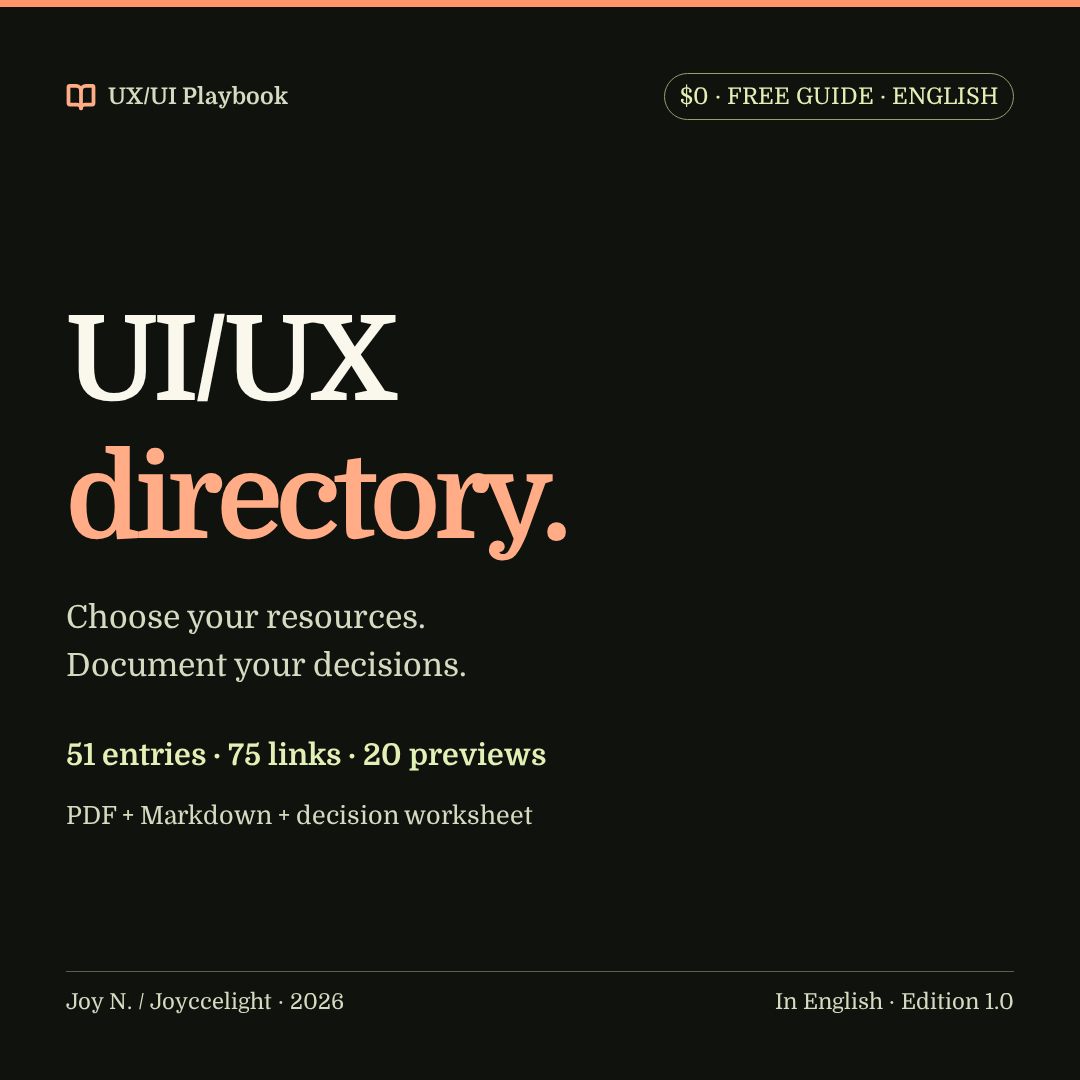 UX/UI Playbook
$0 · FREE GUIDE · ENGLISH
UI/UX
directory.
Choose your resources.
Document your decisions.
51 entries · 75 links · 20 previews
PDF + Markdown + decision worksheet
Joy N. / Joyccelight · 2026
In English · Edition 1.0